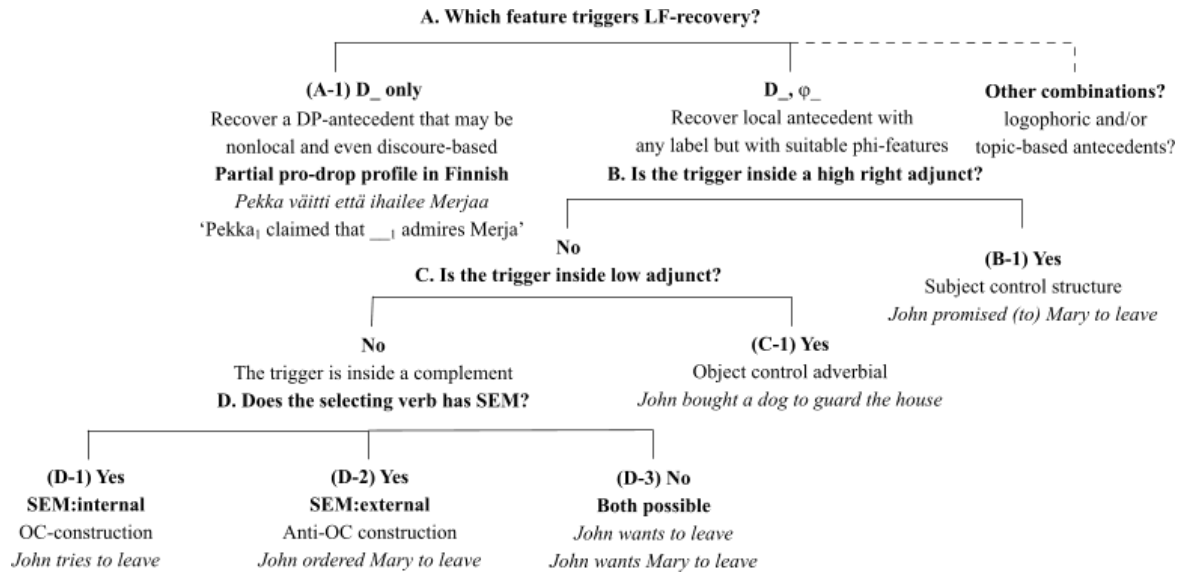 A. Which feature triggers LF-recovery?
(A-1) D_ only
Recover a DP-antecedent that may be
nonlocal and even discoure-based
Partial pro-drop profile in Finnish
Pekka väitti että ihailee Merjaa
‘Pekka₁ claimed that __₁ admires Merja’
D_, φ_
Recover local antecedent with
any label but with suitable phi-features
B. Is the trigger inside a high right adjunct?
Other combinations?
logophoric and/or
topic-based antecedents?
No
C. Is the trigger inside low adjunct?
(B-1) Yes
Subject control structure
John promised (to) Mary to leave
No
The trigger is inside a complement
D. Does the selecting verb has SEM?
(C-1) Yes
Object control adverbial
John bought a dog to guard the house
(D-1) Yes
SEM:internal
OC-construction
John tries to leave
(D-2) Yes
SEM:external
Anti-OC construction
John ordered Mary to leave
(D-3) No
Both possible
John wants to leave
John wants Mary to leave